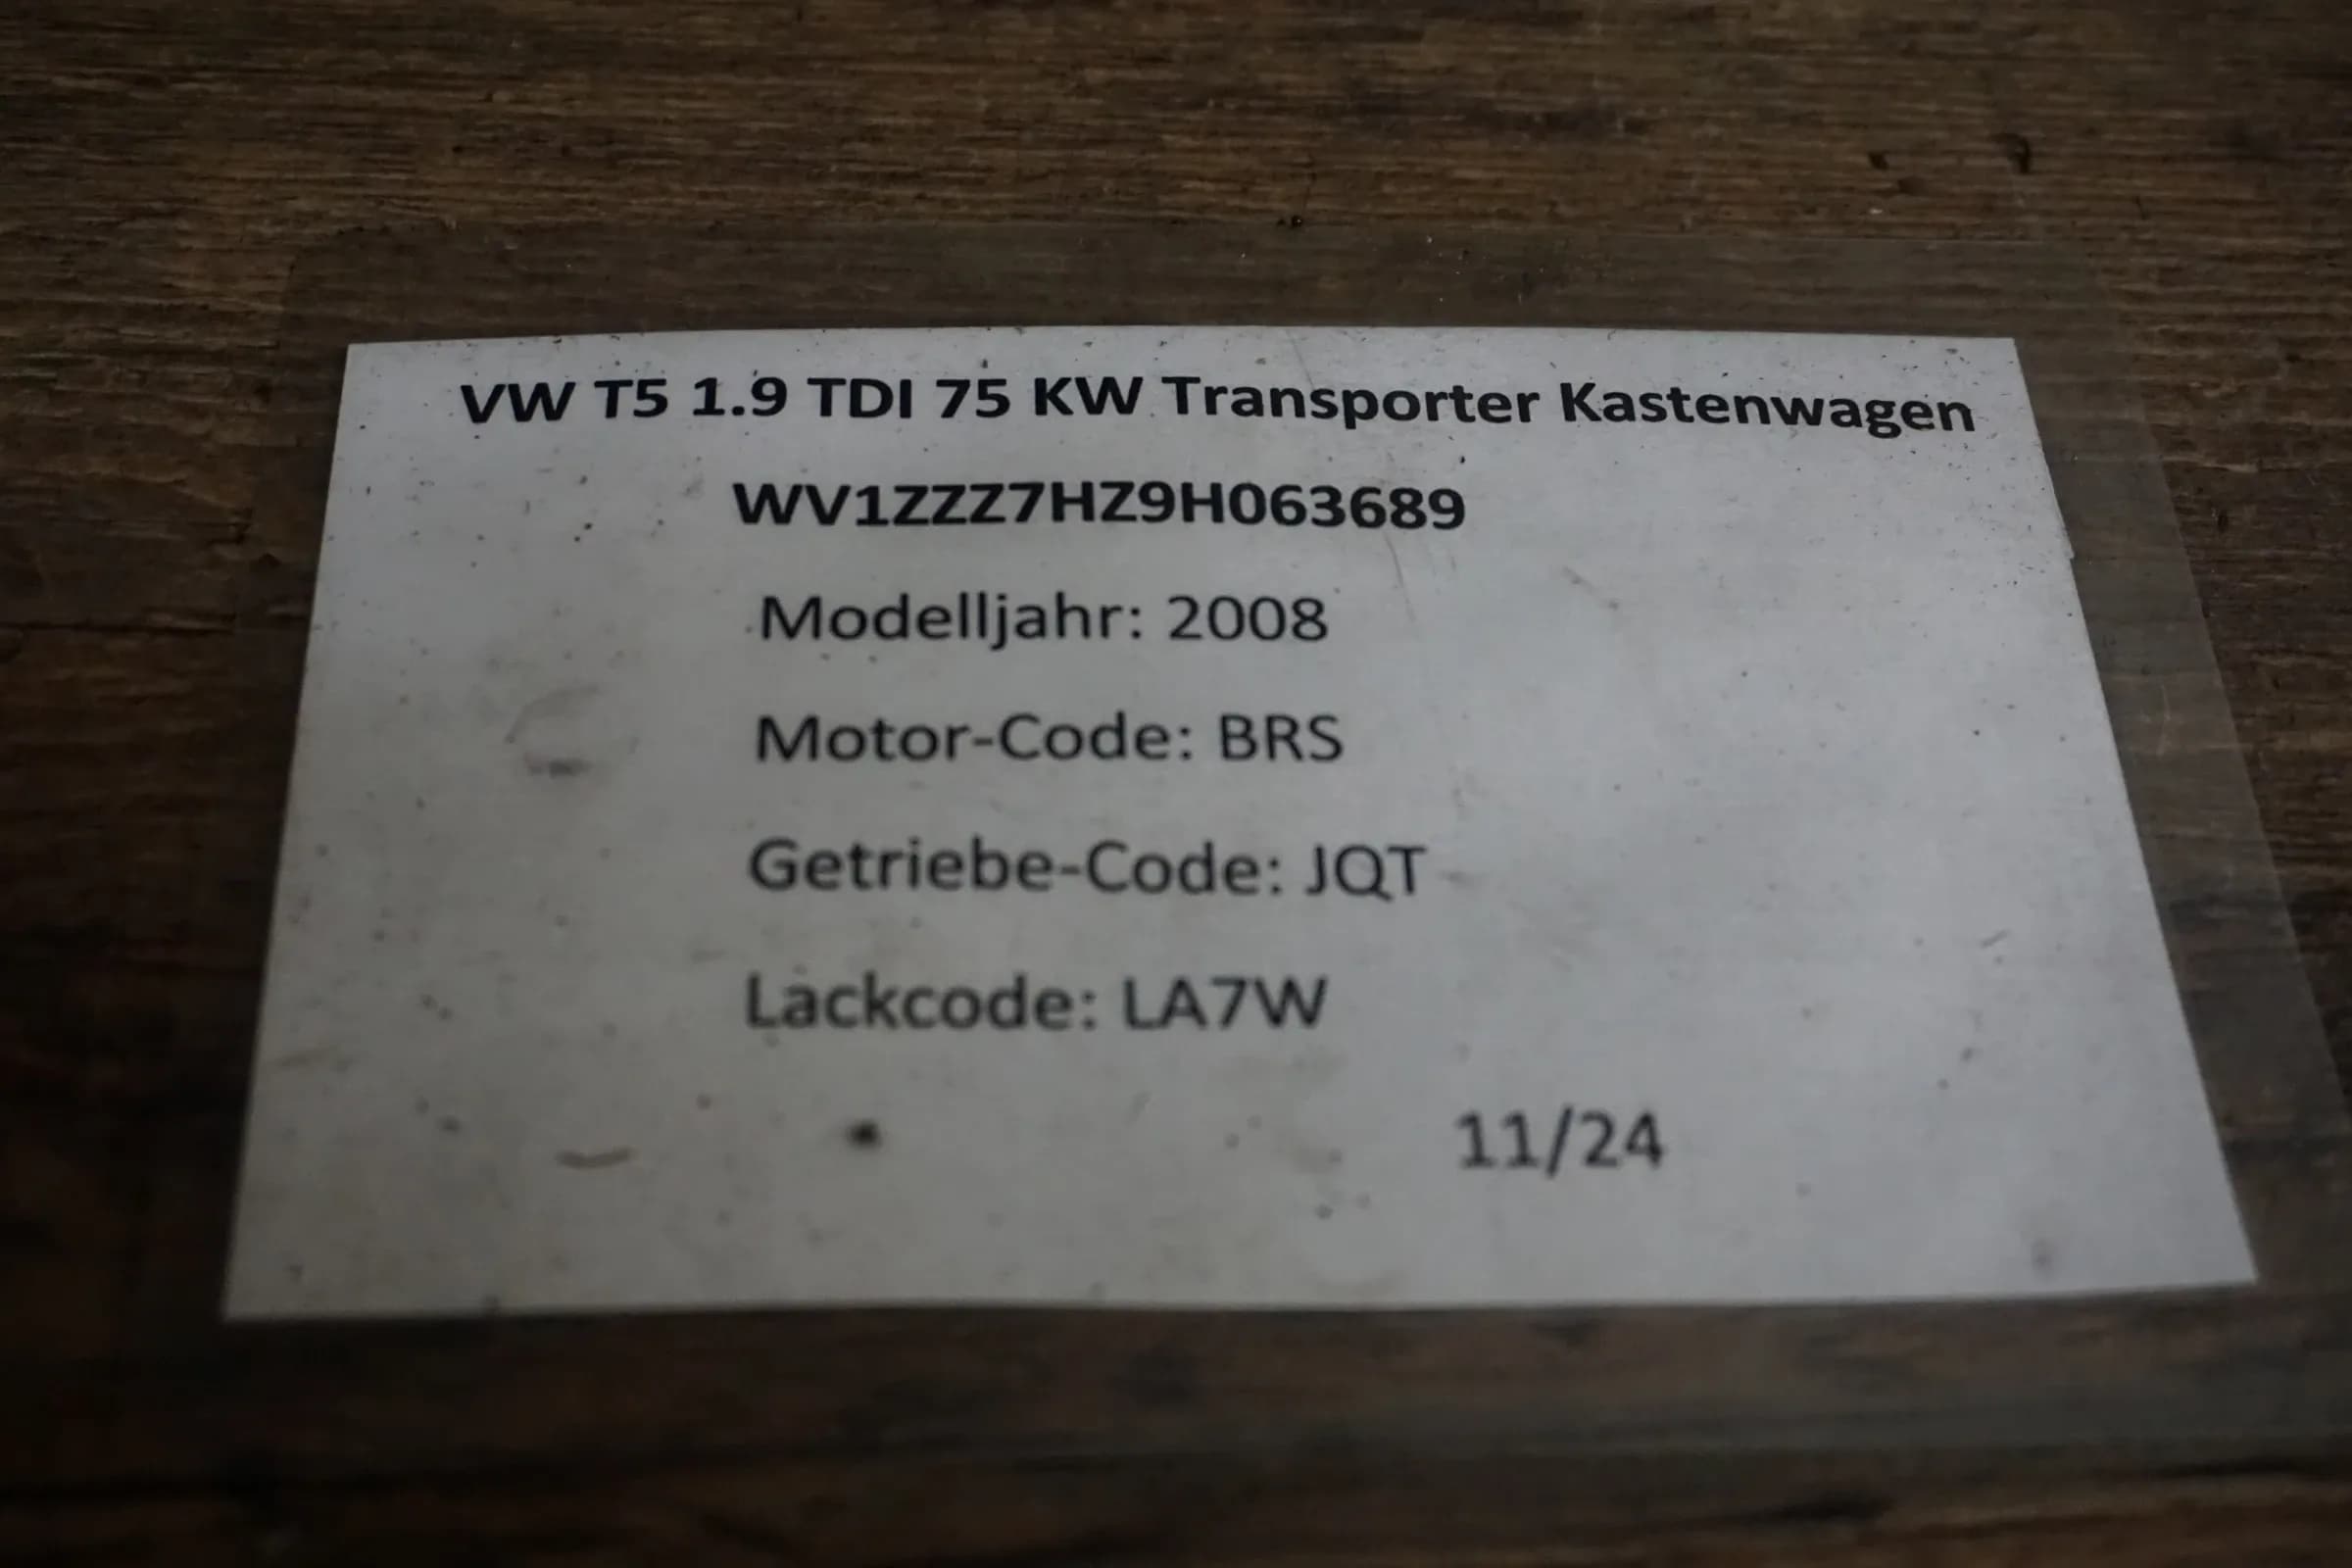 VW T5 1.9 TDI 75 KW Transporter Kastenwagen
WV1ZZZ7HZ9H063689
Modelljahr: 2008
Motor-Code: BRS
Getriebe-Code: JQT
Lackcode: LA7W
11/24